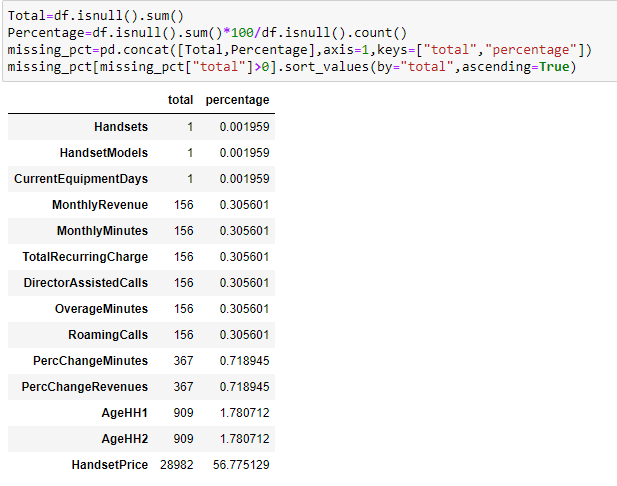 Total=df.isnull().sum()
Percentage=df.isnull().sum()*100/df.isnull().count()
missing_pct=pd.concat([Total,Percentage],axis=1,keys=["total","percentage"])
missing_pct[missing_pct["total"]>0].sort_values(by="total",ascending=True)
total percentage
Handsets 1 0.001959
HandsetModels 1 0.001959
CurrentEquipmentDays 1 0.001959
MonthlyRevenue 156 0.305601
MonthlyMinutes 156 0.305601
TotalRecurringCharge 156 0.305601
DirectorAssistedCalls 156 0.305601
OverageMinutes 156 0.305601
RoamingCalls 156 0.305601
PercChangeMinutes 367 0.718945
PercChangeRevenues 367 0.718945
AgeHH1 909 1.780712
AgeHH2 909 1.780712
HandsetPrice 28982 56.775129